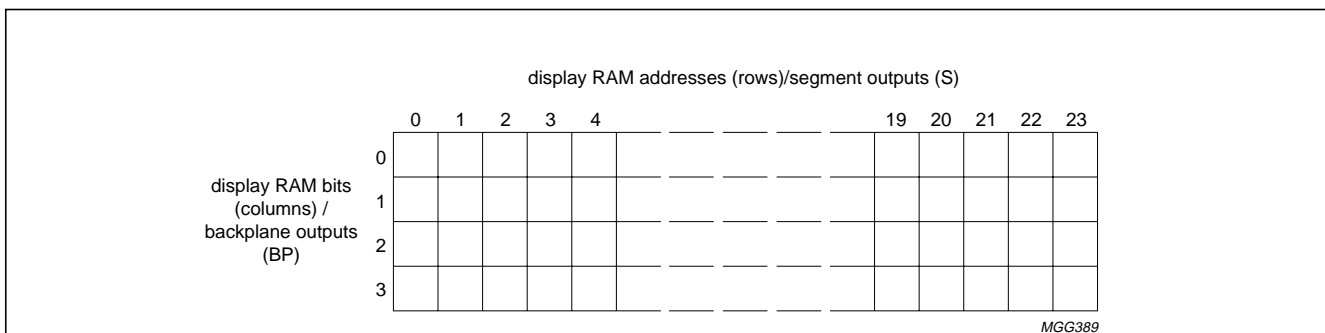 display RAM addresses (rows)/segment outputs (S)
0 1 2 3 4 19 20 21 22 23
0
display RAM bits
1
(columns) /
backplane outputs
2
(BP)
3
MGG389